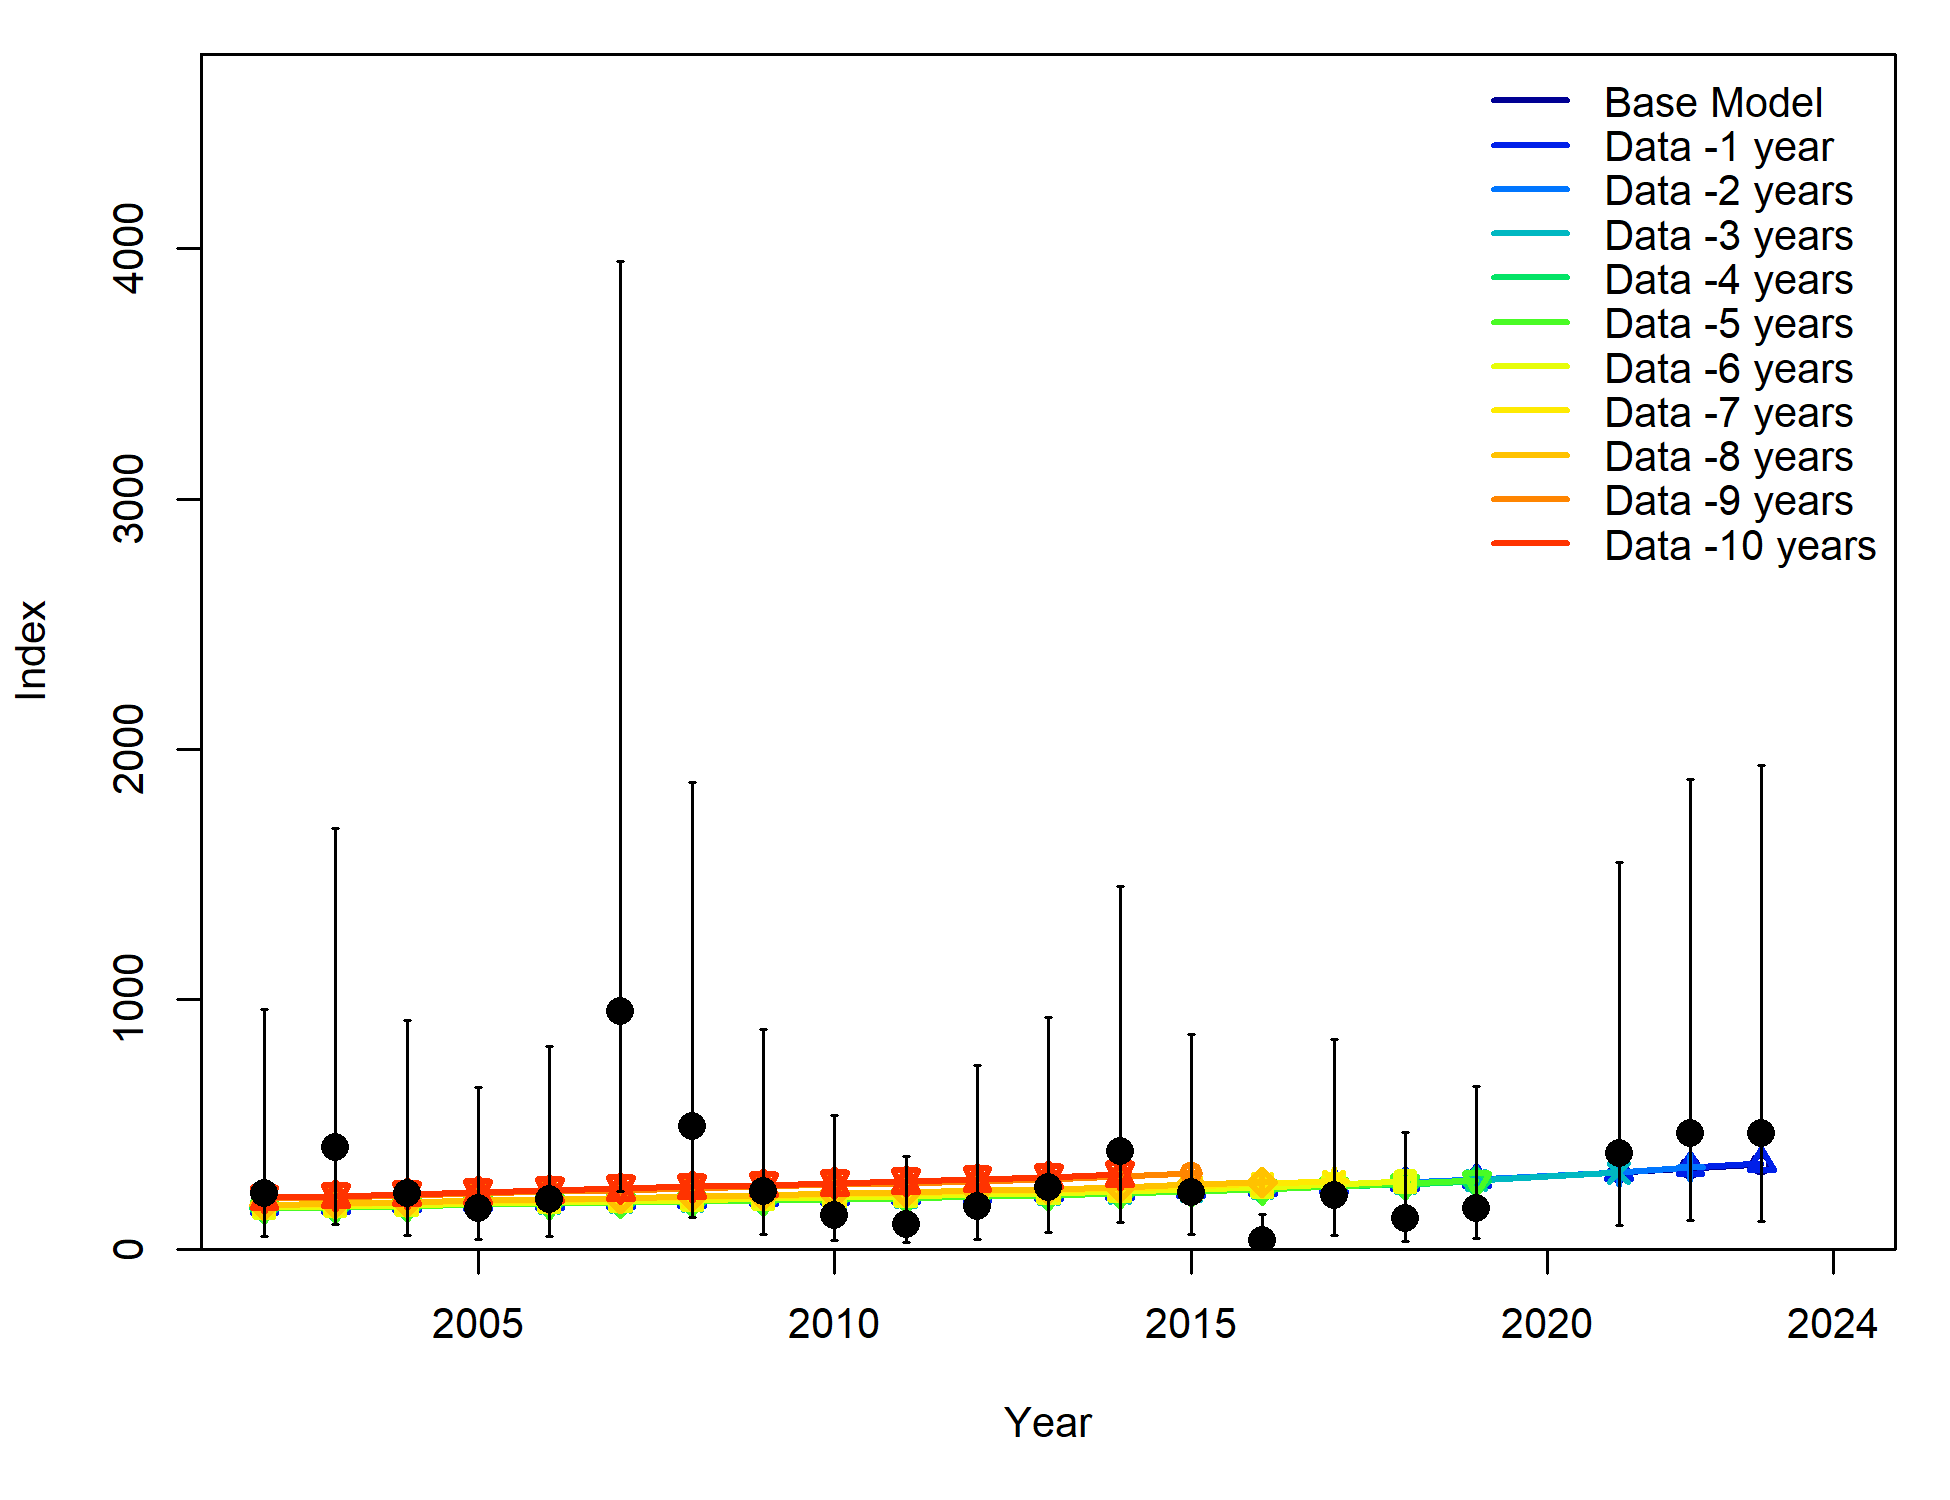 Base Model
Data -1 year
Data -2 years
Data -3 years
Data -4 years
Data -5 years
Data -6 years
Data -7 years
Data -8 years
Data -9 years
Data -10 years
4000
3000
2000
1000
0
Index
2005 2010 2015 2020 2024
Year